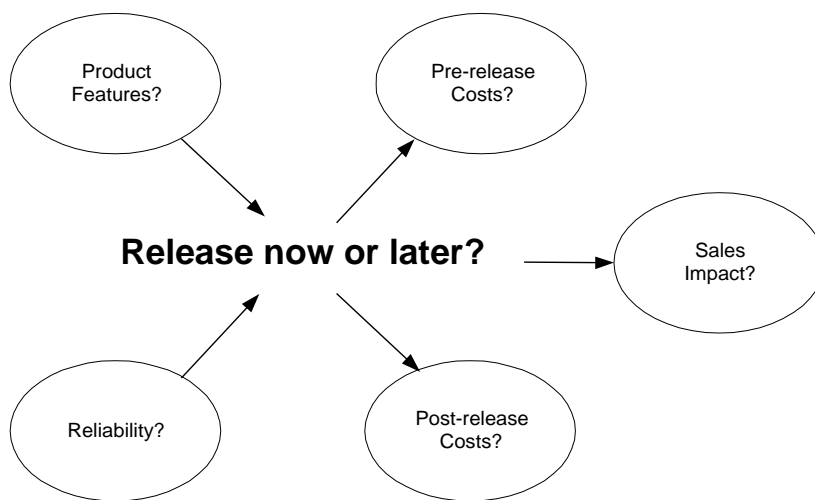 Product
Features?
Pre-release
Costs?
Release now or later?
Sales
Impact?
Reliability?
Post-release
Costs?